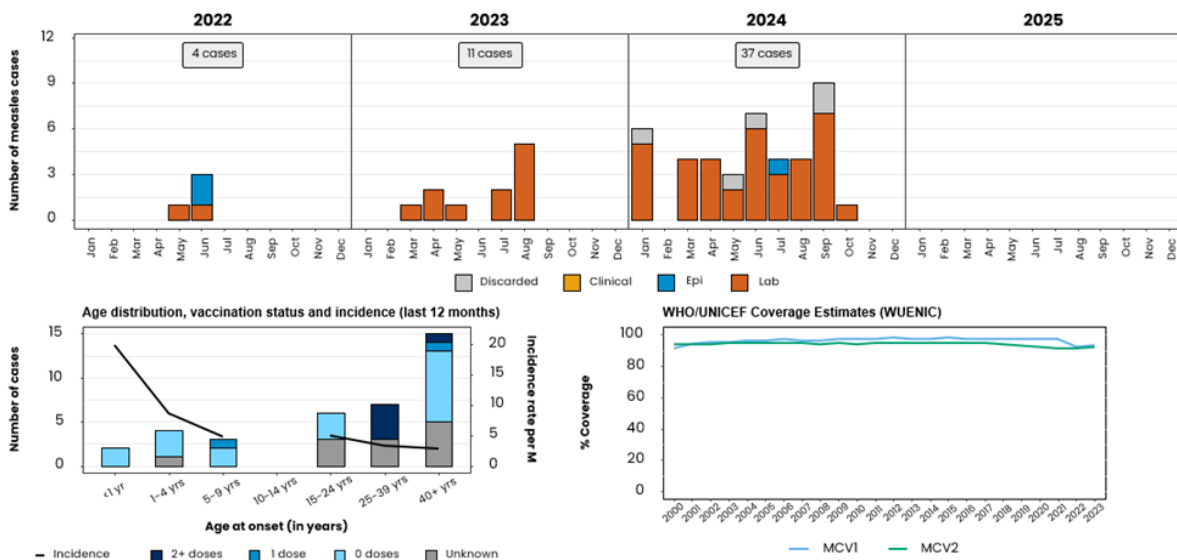 2022 2023 2024 2025
4 cases 11 cases 37 cases
Number of measles cases
12
9
6
3
0
Jan Feb Mar Apr May Jun Jul Aug Sep Oct Nov Dec Jan Feb Mar Apr May Jun Jul Aug Sep Oct Nov Dec Jan Feb Mar Apr May Jun Jul Aug Sep Oct Nov Dec Jan Feb Mar Apr May Jun Jul Aug Sep Oct Nov Dec
Discarded Clinical Epi Lab
Age distribution, vaccination status and incidence (last 12 months)
Number of cases
15
10
5
0
20
15
10
5
0
Incidence rate per M
<1 yr 1-4 yrs 5-9 yrs 10-14 yrs 15-24 yrs 25-39 yrs 40+ yrs
Age at onset (in years)
Incidence 2+ doses 1 dose 0 doses Unknown
WHO/UNICEF Coverage Estimates (WUENIC)
% Coverage
100
80
60
40
20
0
2000 2001 2002 2003 2004 2005 2006 2007 2008 2009 2010 2011 2012 2013 2014 2015 2016 2017 2018 2019 2020 2021 2022 2023
MCV1 MCV2